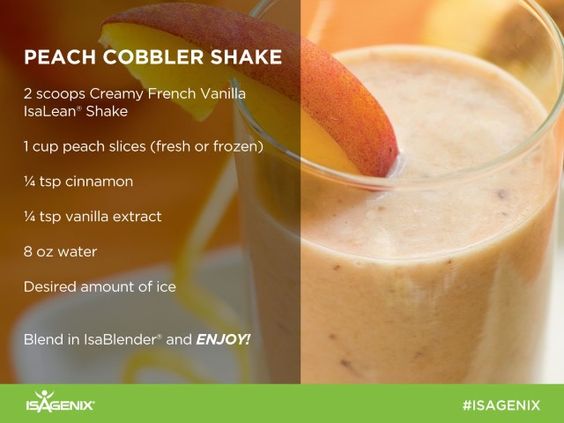 PEACH COBBLER SHAKE
2 scoops Creamy French Vanilla
IsaLean® Shake
1 cup peach slices (fresh or frozen)
¼ tsp cinnamon
¼ tsp vanilla extract
8 oz water
Desired amount of ice
Blend in IsaBlender® and ENJOY!
ISAGENIX®
#ISAGENIX